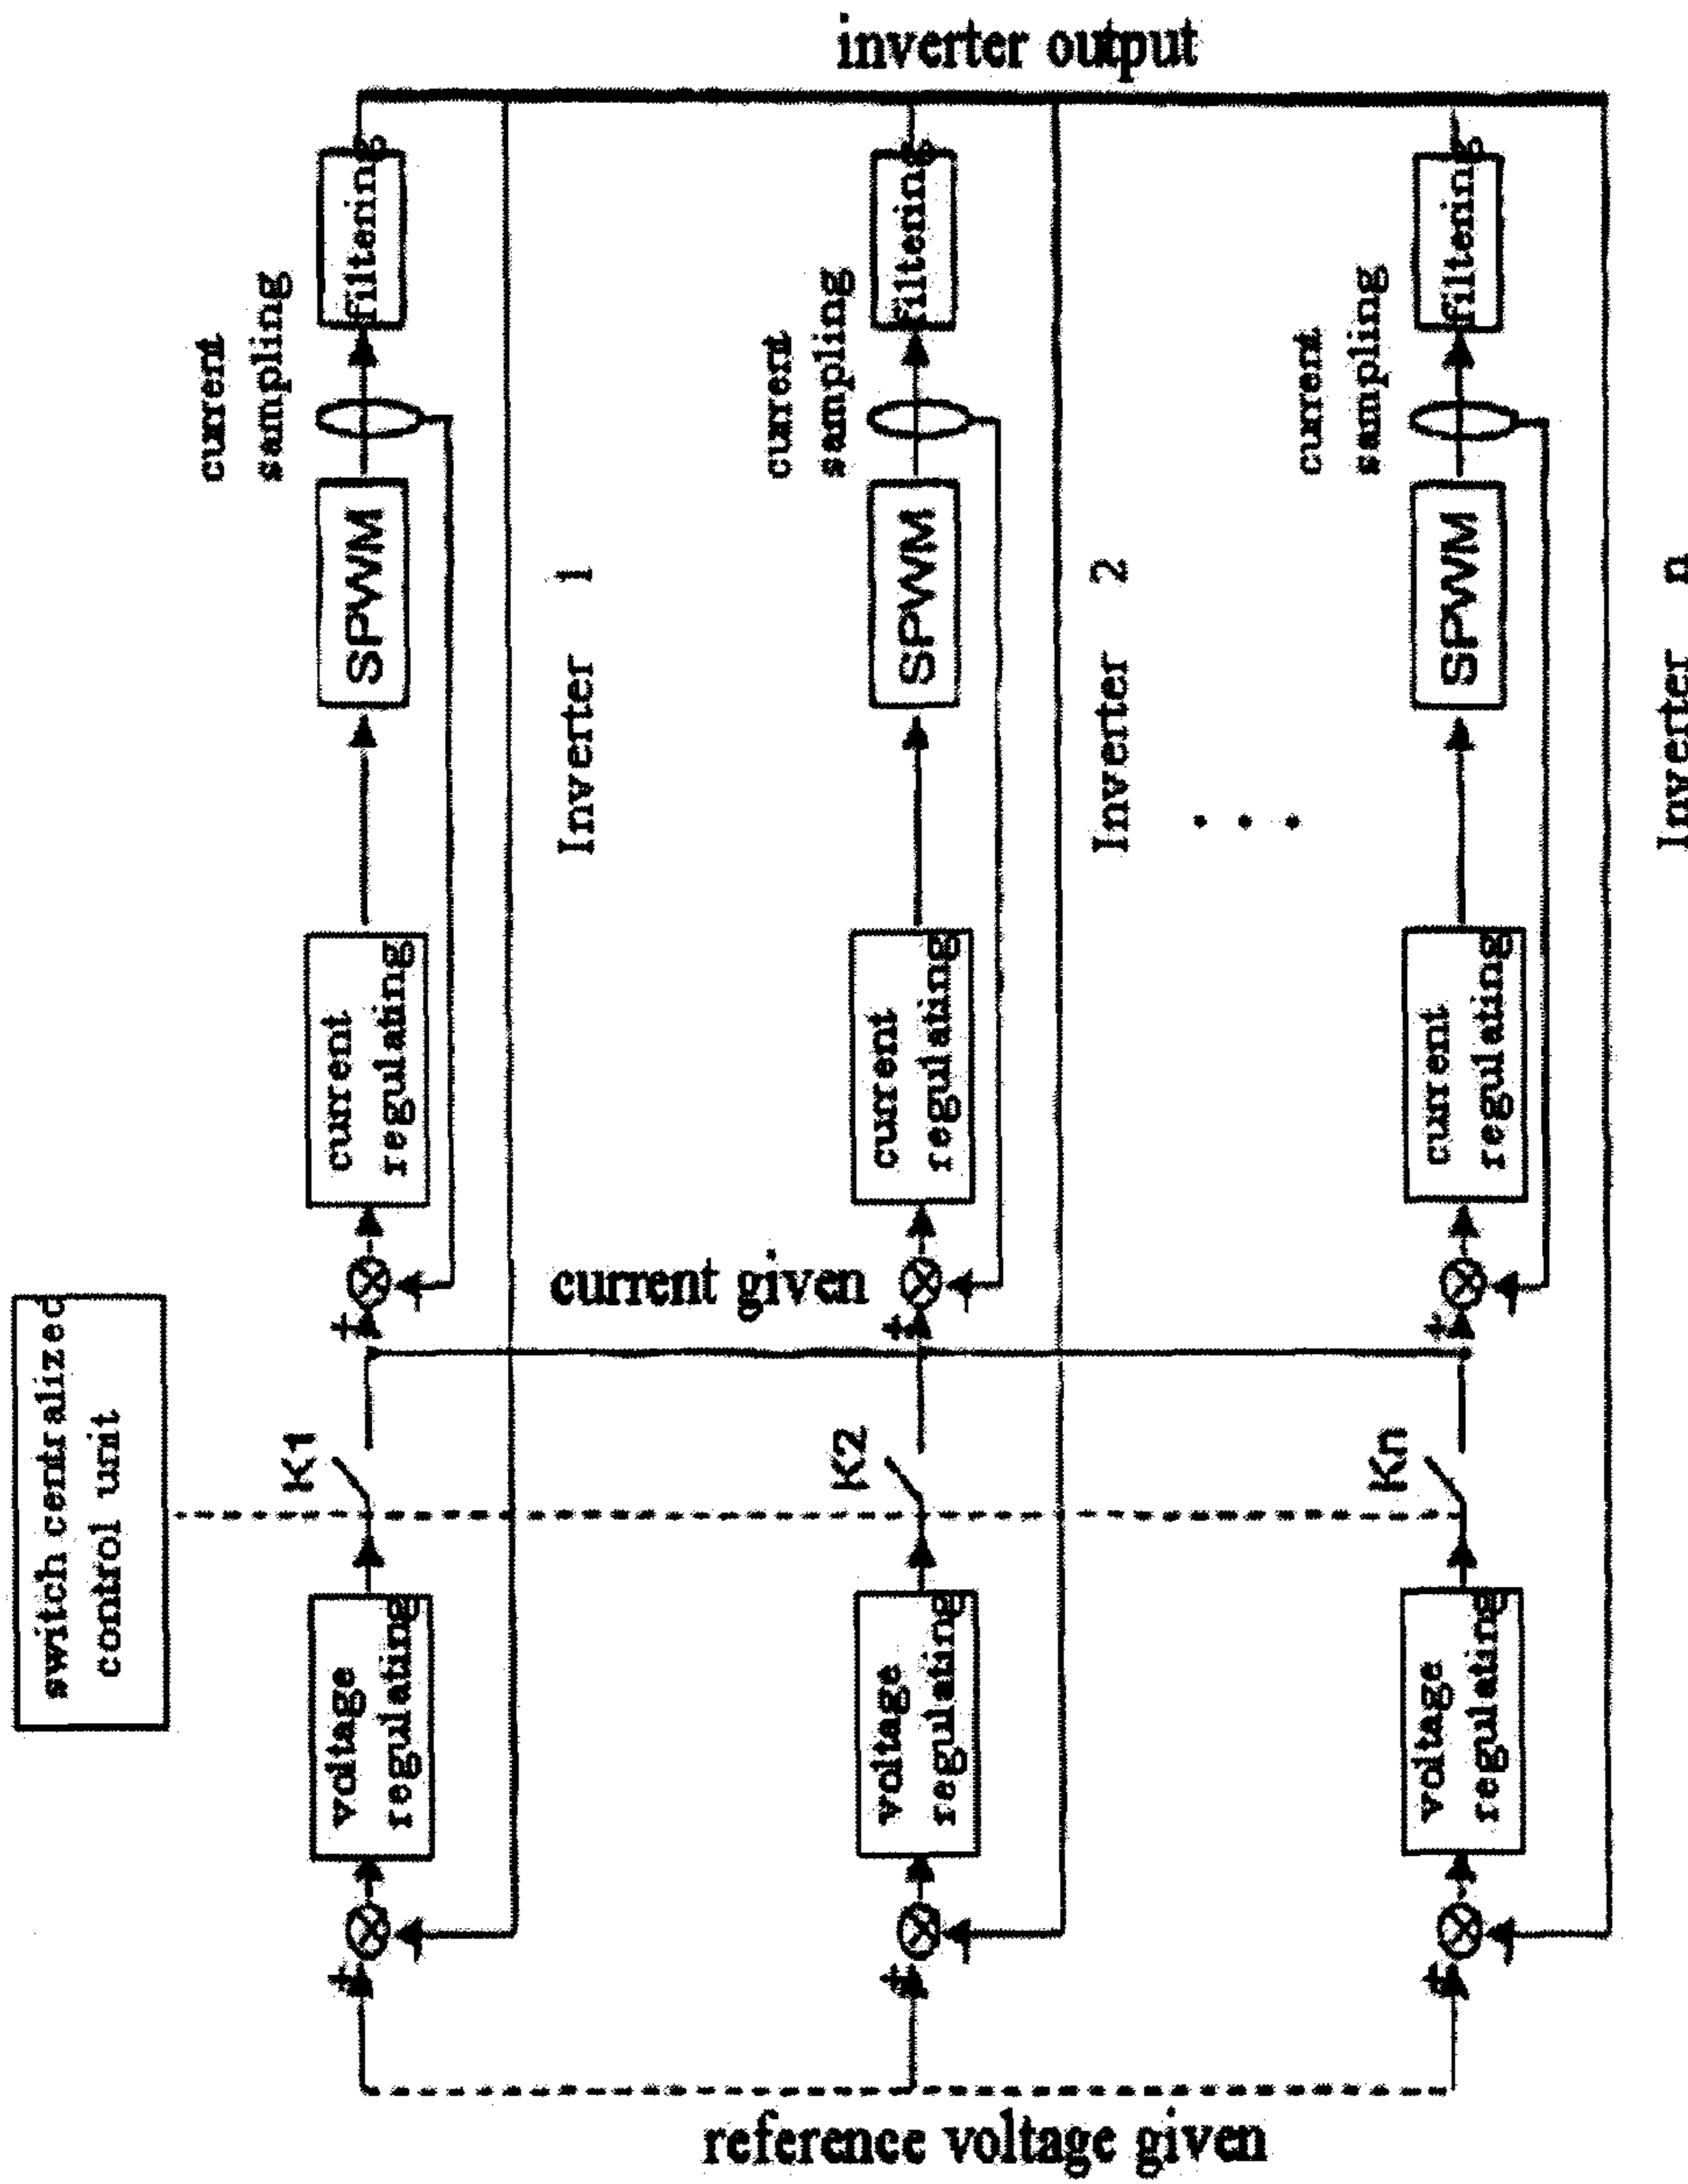 inverter output
filtering
filtering
filtering
current
sampling
current
sampling
current
sampling
SPWM
SPWM
SPWM
Inverter 1
Inverter 2
Inverter n
. . .
current
regulating
current
regulating
current
regulating
current given
+
-
+
-
+
-
switch centralized
control unit
K1
K2
Kn
voltage
regulating
voltage
regulating
voltage
regulating
+
-
+
-
+
-
reference voltage given